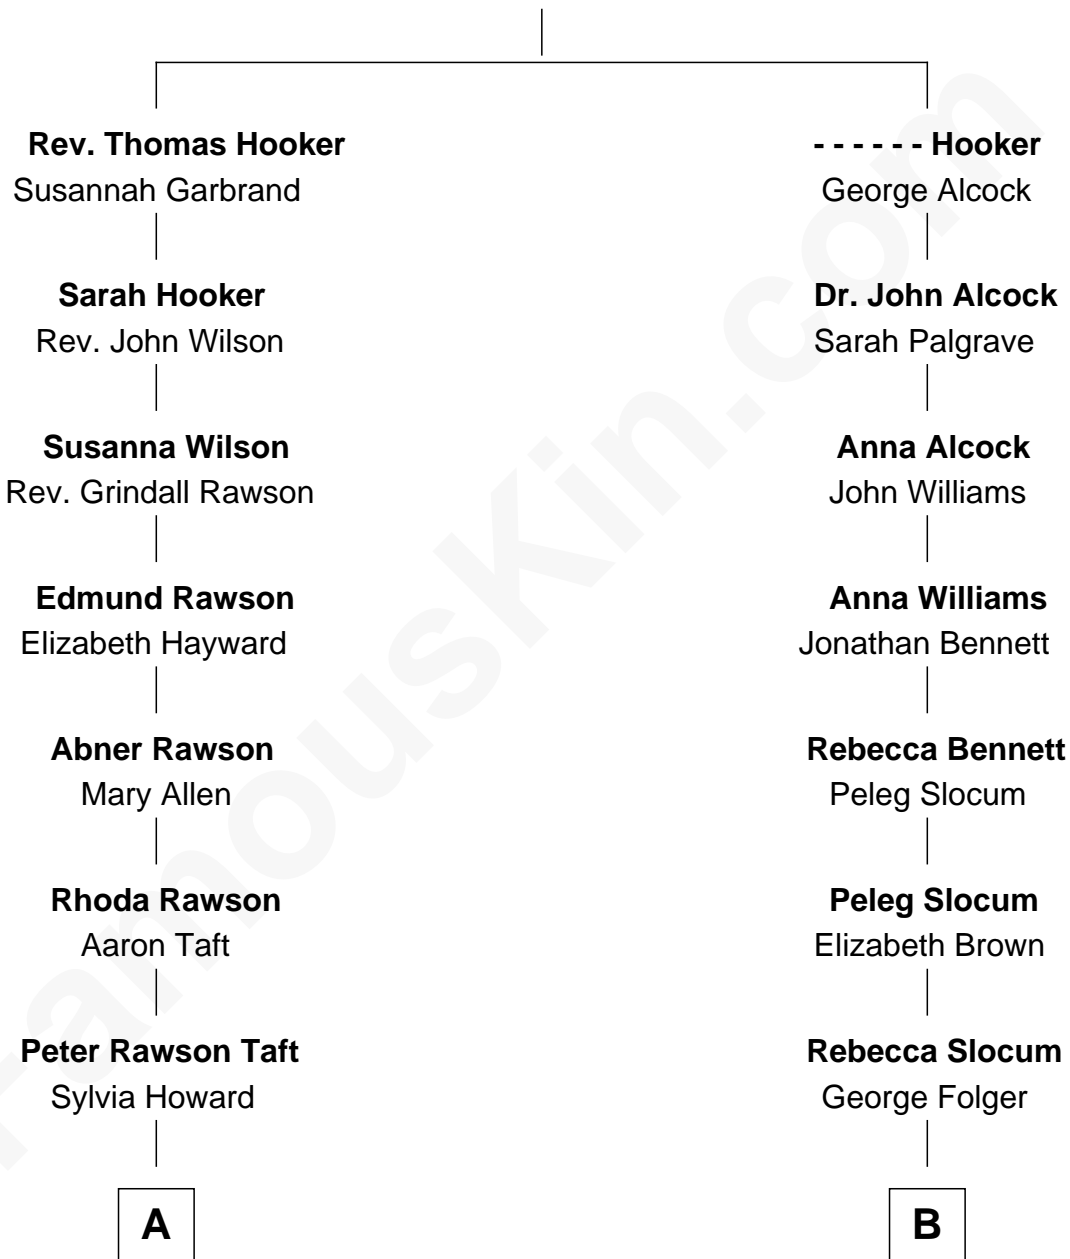 Rev. Thomas Hooker
Susannah Garbrand
Sarah Hooker
Rev. John Wilson
Susanna Wilson
Rev. Grindall Rawson
Edmund Rawson
Elizabeth Hayward
Abner Rawson
Mary Allen
Rhoda Rawson
Aaron Taft
Peter Rawson Taft
Sylvia Howard
A
- - - - - - Hooker
George Alcock
Dr. John Alcock
Sarah Palgrave
Anna Alcock
John Williams
Anna Williams
Jonathan Bennett
Rebecca Bennett
Peleg Slocum
Peleg Slocum
Elizabeth Brown
Rebecca Slocum
George Folger
B
FamousKin.com